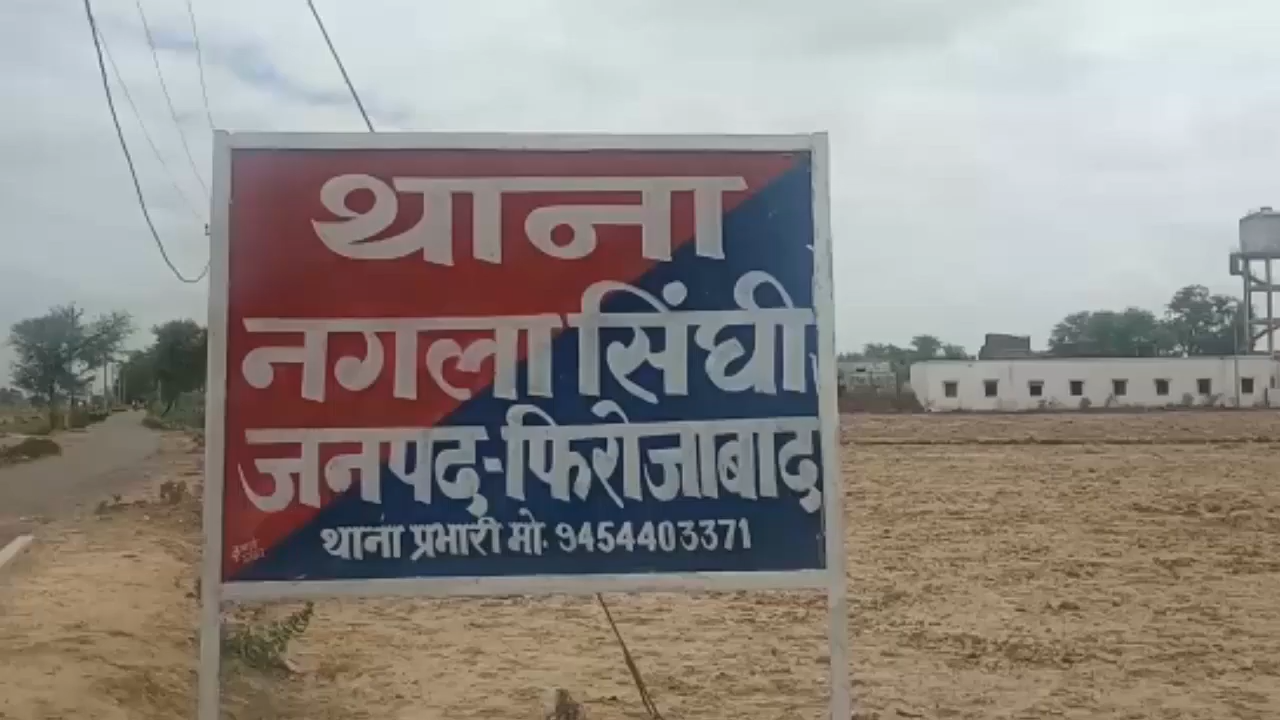 थाना
नगला सिंघी
जनपद-फिरोजाबाद
थाना प्रभारी मो. 9454403371